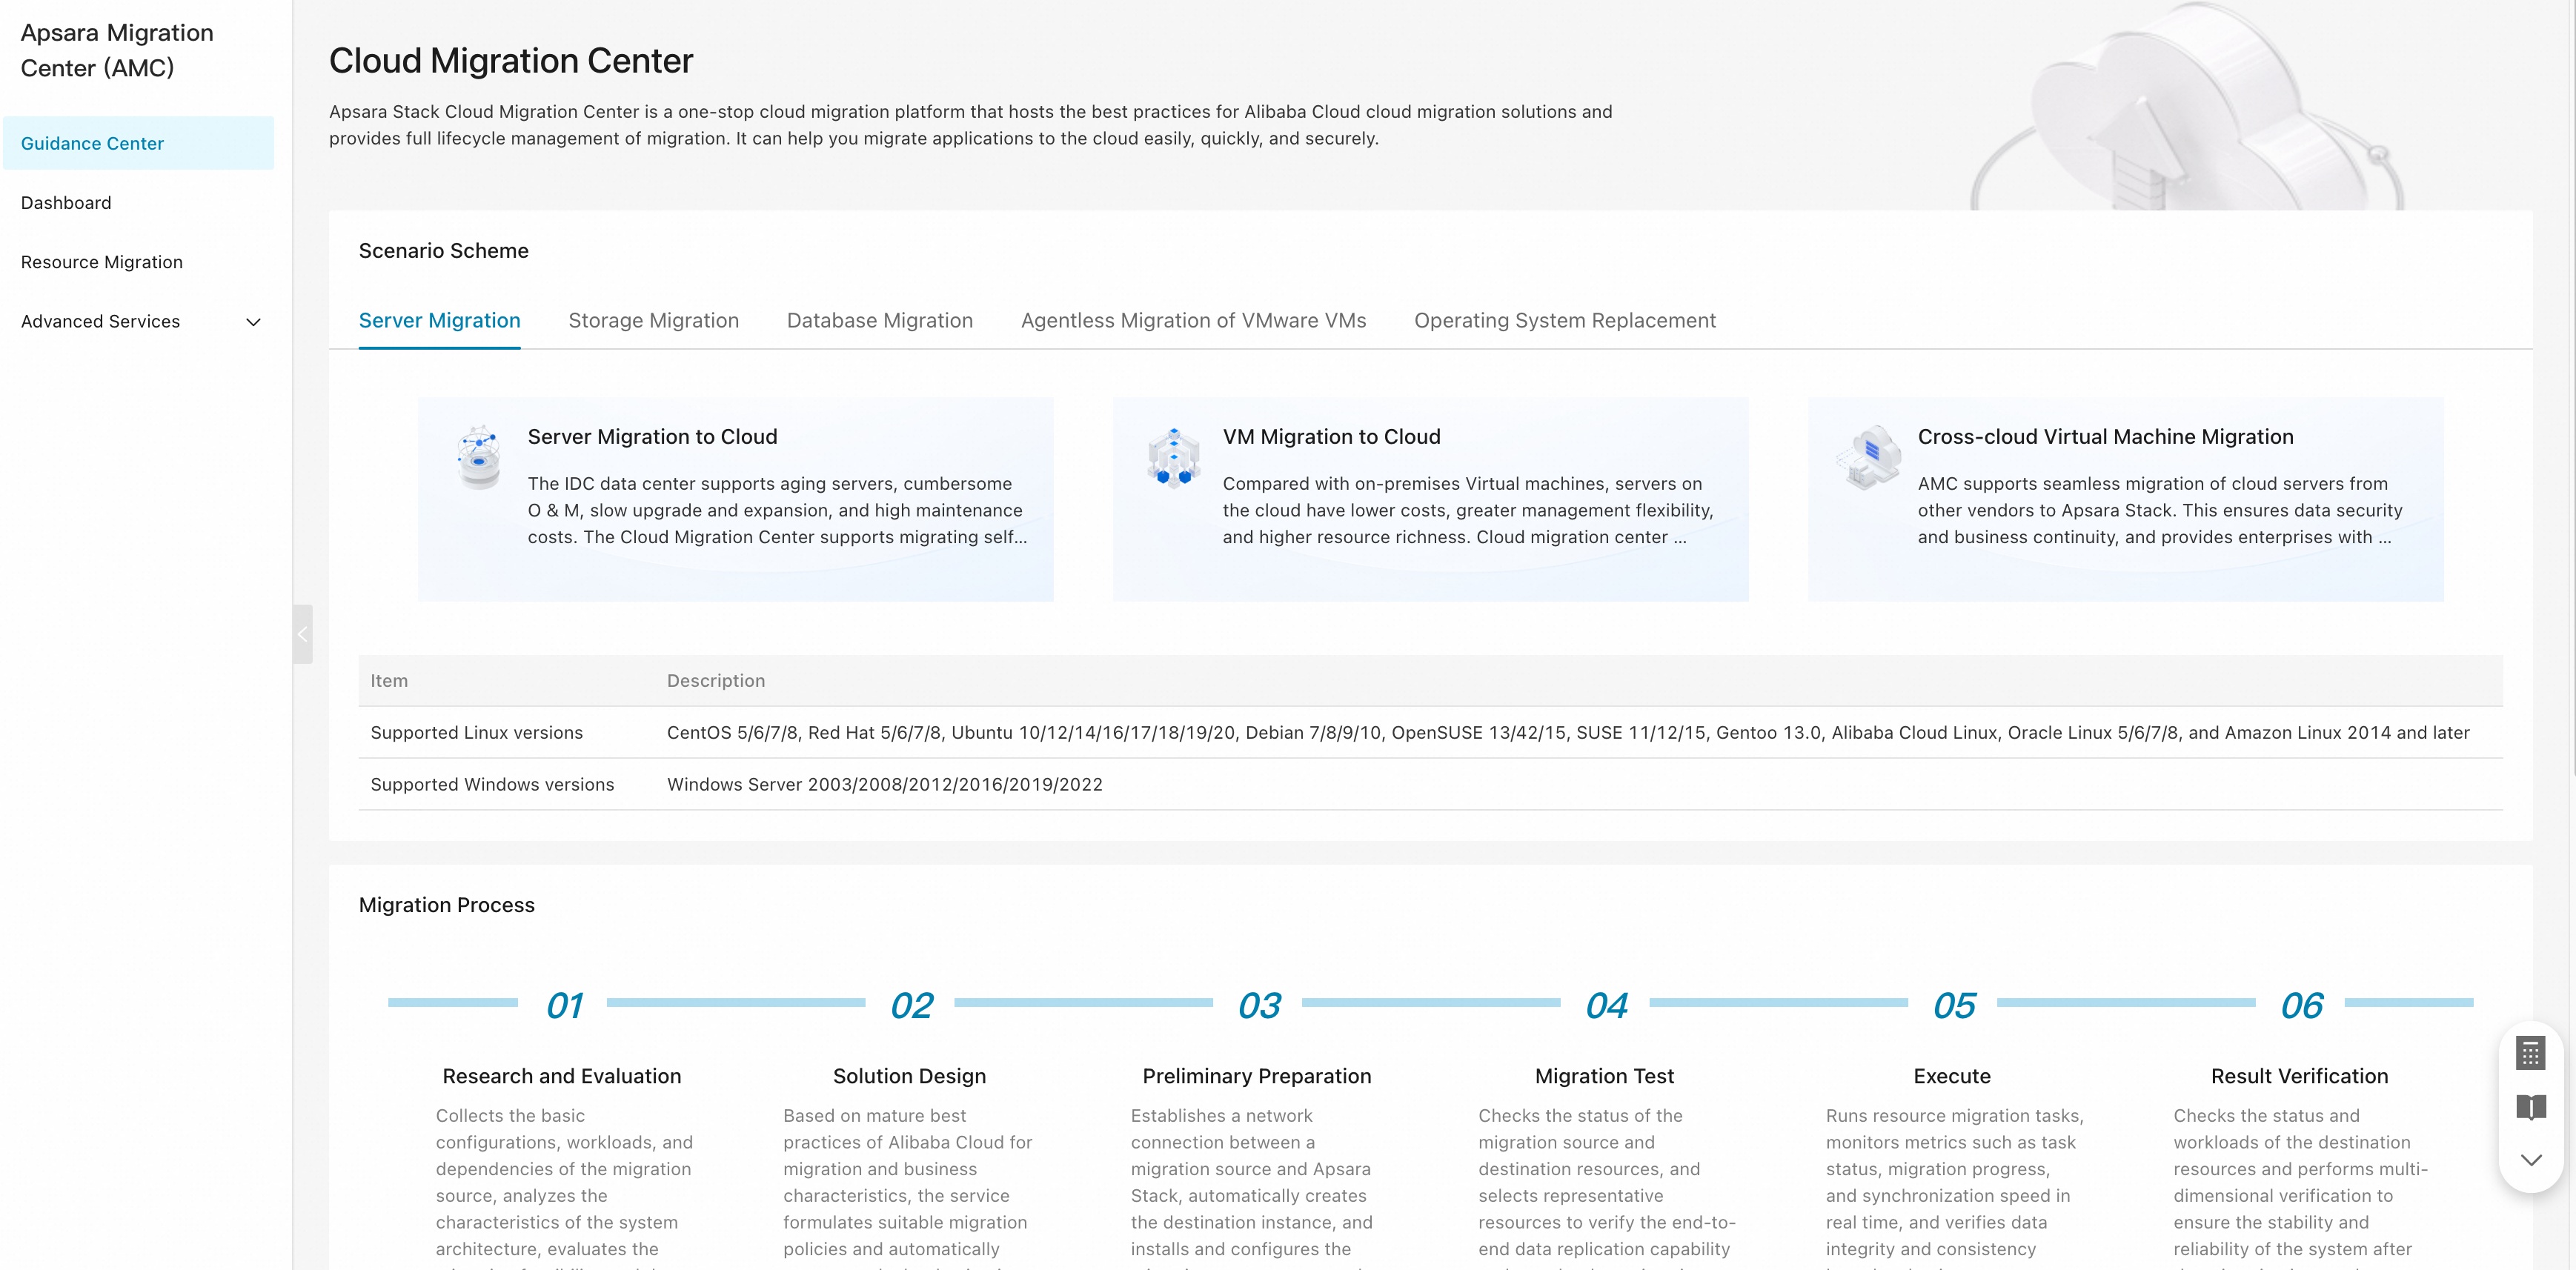 Apsara Migration
Center (AMC)
Guidance Center
Dashboard
Resource Migration
Advanced Services
Cloud Migration Center
Apsara Stack Cloud Migration Center is a one-stop cloud migration platform that hosts the best practices for Alibaba Cloud cloud migration solutions and
provides full lifecycle management of migration. It can help you migrate applications to the cloud easily, quickly, and securely.
Scenario Scheme
Server Migration Storage Migration Database Migration Agentless Migration of VMware VMs Operating System Replacement
Server Migration to Cloud
The IDC data center supports aging servers, cumbersome
O & M, slow upgrade and expansion, and high maintenance
costs. The Cloud Migration Center supports migrating self...
VM Migration to Cloud
Compared with on-premises Virtual machines, servers on
the cloud have lower costs, greater management flexibility,
and higher resource richness. Cloud migration center ...
Cross-cloud Virtual Machine Migration
AMC supports seamless migration of cloud servers from
other vendors to Apsara Stack. This ensures data security
and business continuity, and provides enterprises with ...
Item Description
Supported Linux versions CentOS 5/6/7/8, Red Hat 5/6/7/8, Ubuntu 10/12/14/16/17/18/19/20, Debian 7/8/9/10, OpenSUSE 13/42/15, SUSE 11/12/15, Gentoo 13.0, Alibaba Cloud Linux, Oracle Linux 5/6/7/8, and Amazon Linux 2014 and later
Supported Windows versions Windows Server 2003/2008/2012/2016/2019/2022
Migration Process
01
Research and Evaluation
Collects the basic
configurations, workloads, and
dependencies of the migration
source, analyzes the
characteristics of the system
architecture, evaluates the
02
Solution Design
Based on mature best
practices of Alibaba Cloud for
migration and business
characteristics, the service
formulates suitable migration
policies and automatically
03
Preliminary Preparation
Establishes a network
connection between a
migration source and Apsara
Stack, automatically creates
the destination instance, and
installs and configures the
04
Migration Test
Checks the status of the
migration source and
destination resources, and
selects representative
resources to verify the end-to-
end data replication capability
05
Execute
Runs resource migration tasks,
monitors metrics such as task
status, migration progress,
and synchronization speed in
real time, and verifies data
integrity and consistency
06
Result Verification
Checks the status and
workloads of the destination
resources and performs multi-
dimensional verification to
ensure the stability and
reliability of the system after